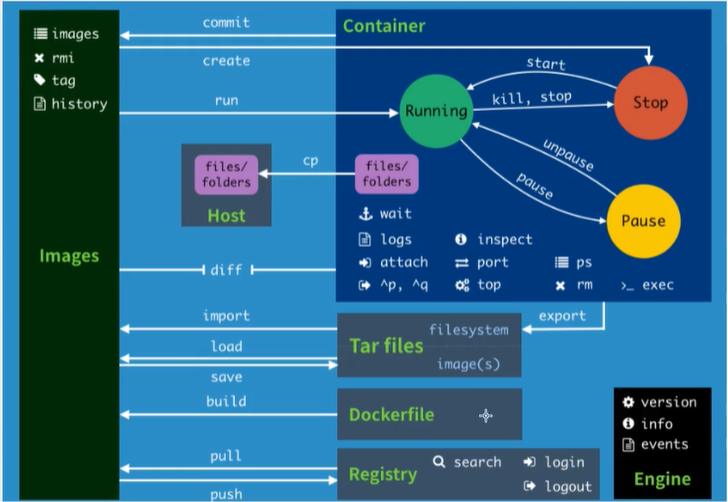 images
rmi
tag
history
Images
commit
create
run
cp
files/
folders
Host
diff
import
load
save
build
pull
push
Container
start
Running
kill, stop
Stop
unpause
pause
Pause
files/
folders
wait
logs
inspect
attach
port
ps
^p, ^q
top
rm
>_ exec
export
Tar files
filesystem
image(s)
Dockerfile
Registry
search
login
logout
version
info
events
Engine